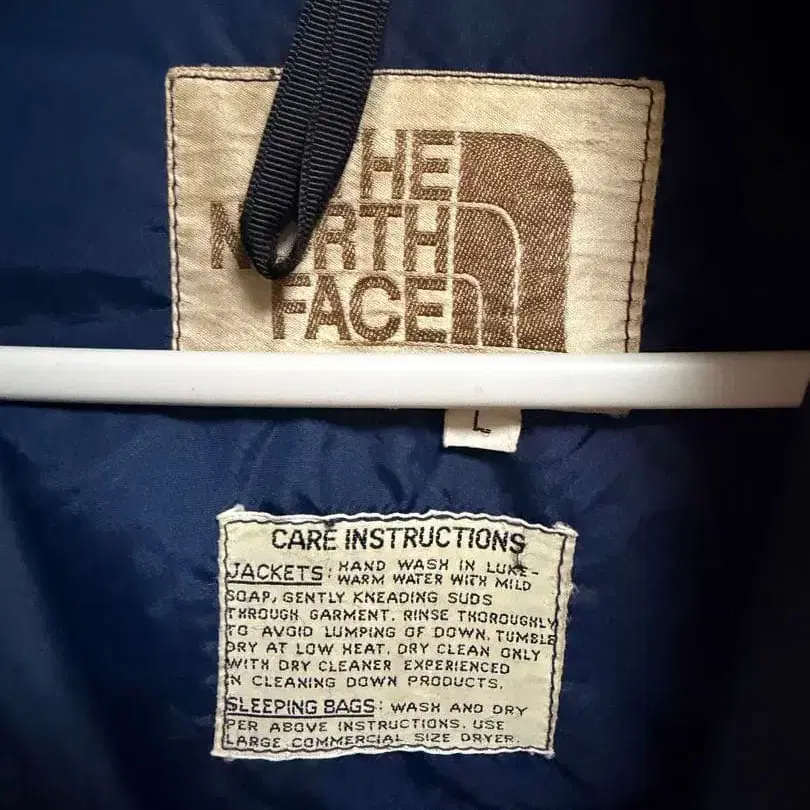 THE
NORTH
FACE
L
CARE INSTRUCTIONS
JACKETS: HAND WASH IN LUKE-
WARM WATER WITH MILD
SOAP, GENTLY KNEADING SUDS
THROUGH GARMENT. RINSE THOROUGHLY
TO AVOID LUMPING OF DOWN. TUMBLE
DRY AT LOW HEAT. DRY CLEAN ONLY
WITH DRY CLEANER EXPERIENCED
IN CLEANING DOWN PRODUCTS.
SLEEPING BAGS: WASH AND DRY
PER ABOVE INSTRUCTIONS. USE
LARGE COMMERCIAL SIZE DRYER.